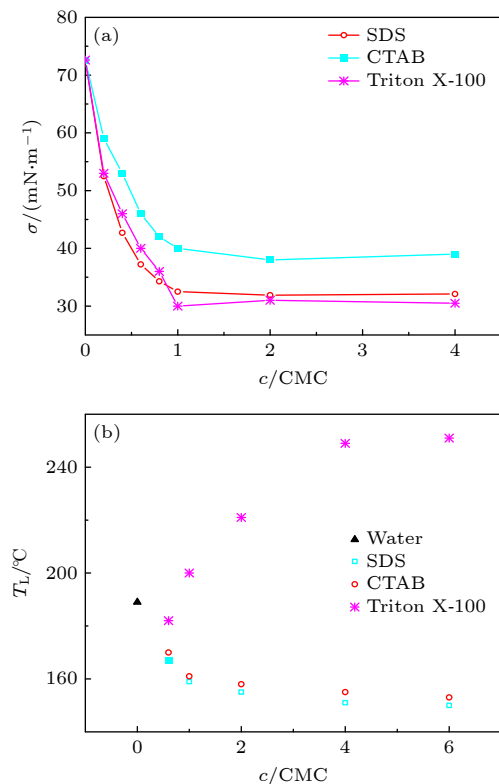 (a)
SDS
CTAB
Triton X-100
80
70
60
50
40
30
σ/(mN·m⁻¹)
0 1 2 3 4
c/CMC
(b)
Water
SDS
CTAB
Triton X-100
240
200
160
T_L/℃
0 2 4 6
c/CMC